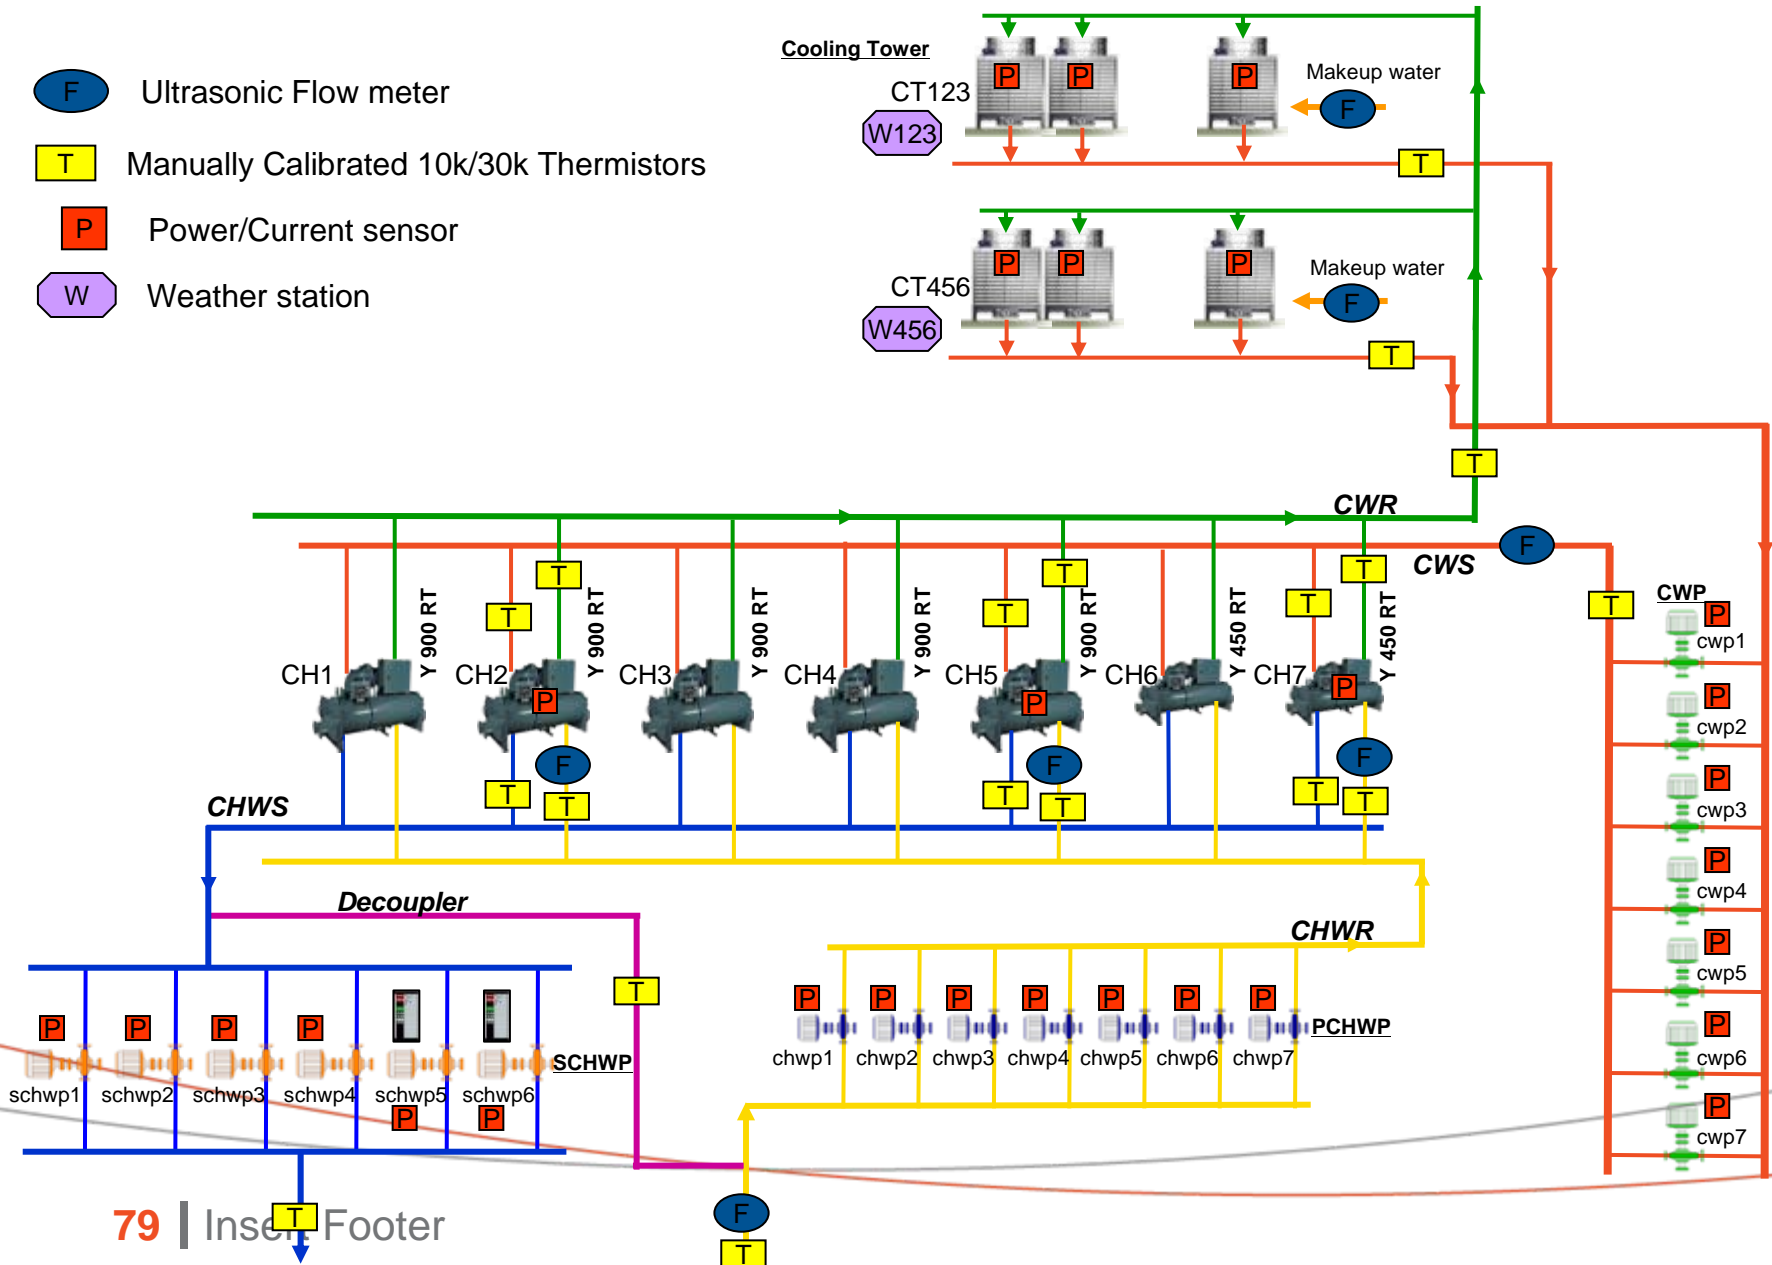 Cooling Tower
F Ultrasonic Flow meter
T Manually Calibrated 10k/30k Thermistors
P Power/Current sensor
W Weather station
CT123
W123
P P P
Makeup water
F
T
CT456
W456
P P P
Makeup water
F
T
T
CWR
CWS
F
T
T T T
T T T
Y 900 RT
Y 900 RT
Y 900 RT
Y 900 RT
Y 900 RT
Y 450 RT
Y 450 RT
CH1 CH2 CH3 CH4 CH5 CH6 CH7
P P P
F F F
T T T T T T
CHWS
CWP
P
cwp1
P
cwp2
P
cwp3
P
cwp4
P
cwp5
P
cwp6
P
cwp7
Decoupler
T
CHWR
P P P P P P P
PCHWP
chwp1 chwp2 chwp3 chwp4 chwp5 chwp6 chwp7
P P P P
SCHWP
schwp1 schwp2 schwp3 schwp4 schwp5 schwp6
P P
F
T
T
79 | Insert Footer